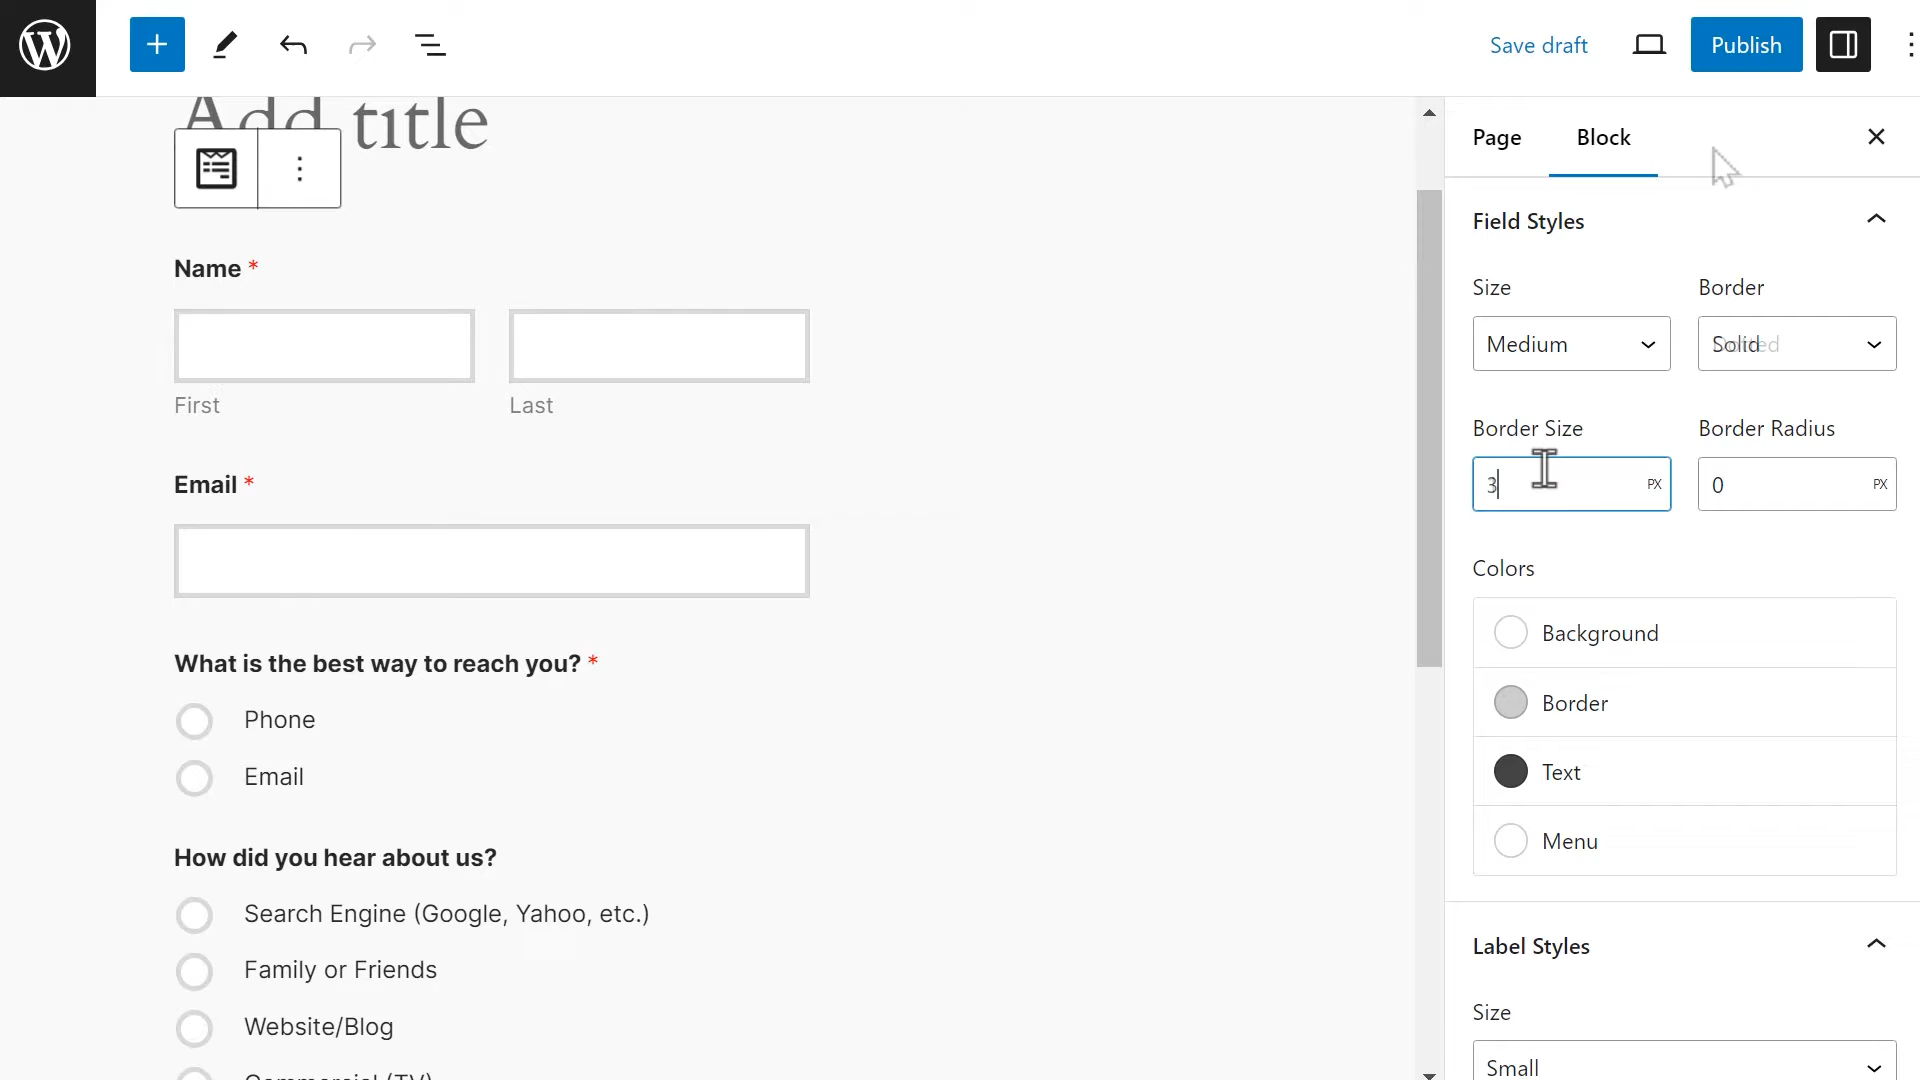 +
Save draft
Publish
Add title
Page
Block
Field Styles
Size
Border
Medium
Solid
Border Size
Border Radius
3
PX
0
PX
Colors
Background
Border
Text
Menu
Label Styles
Size
Small
Name *
First
Last
Email *
What is the best way to reach you? *
Phone
Email
How did you hear about us?
Search Engine (Google, Yahoo, etc.)
Family or Friends
Website/Blog
Commercial (TV)